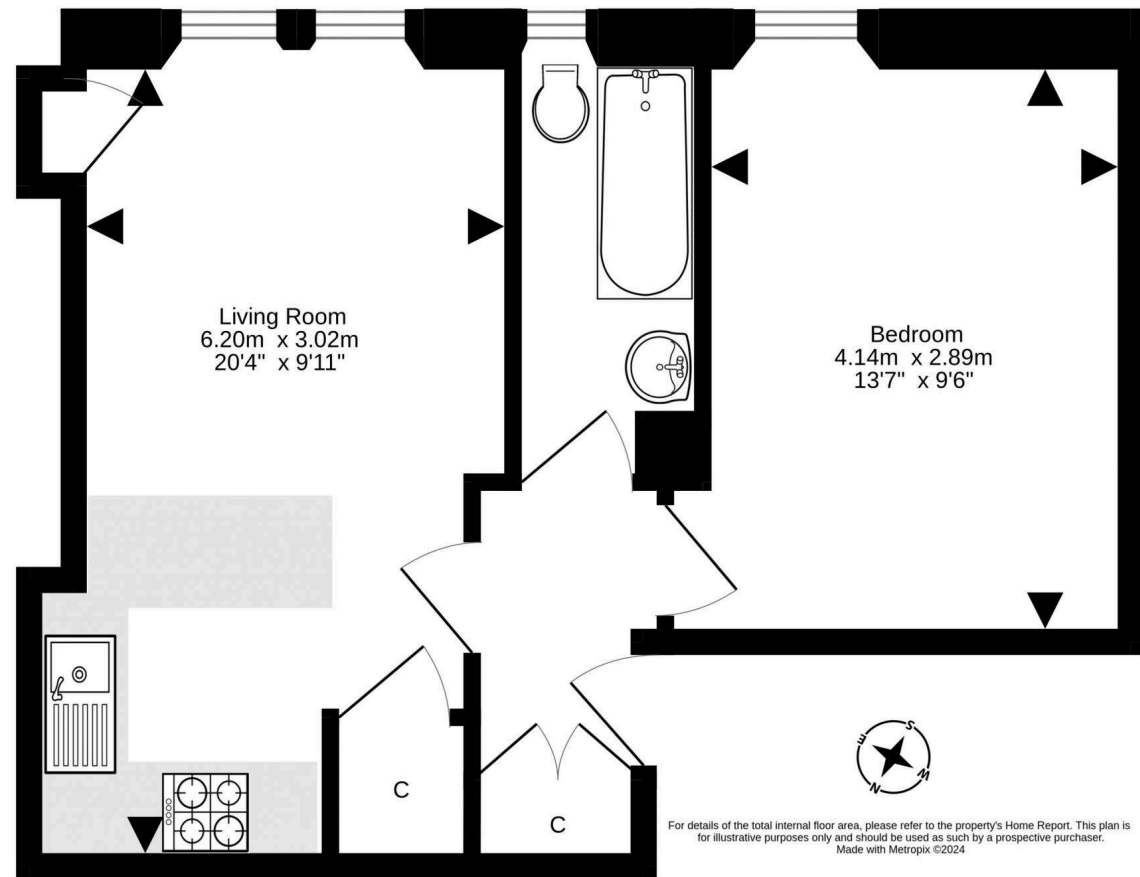 Living Room
6.20m x 3.02m
20'4" x 9'11"
Bedroom
4.14m x 2.89m
13'7" x 9'6"
C
C
S
E
W
N
For details of the total internal floor area, please refer to the property's Home Report. This plan is
for illustrative purposes only and should be used as such by a prospective purchaser.
Made with Metropix ©2024